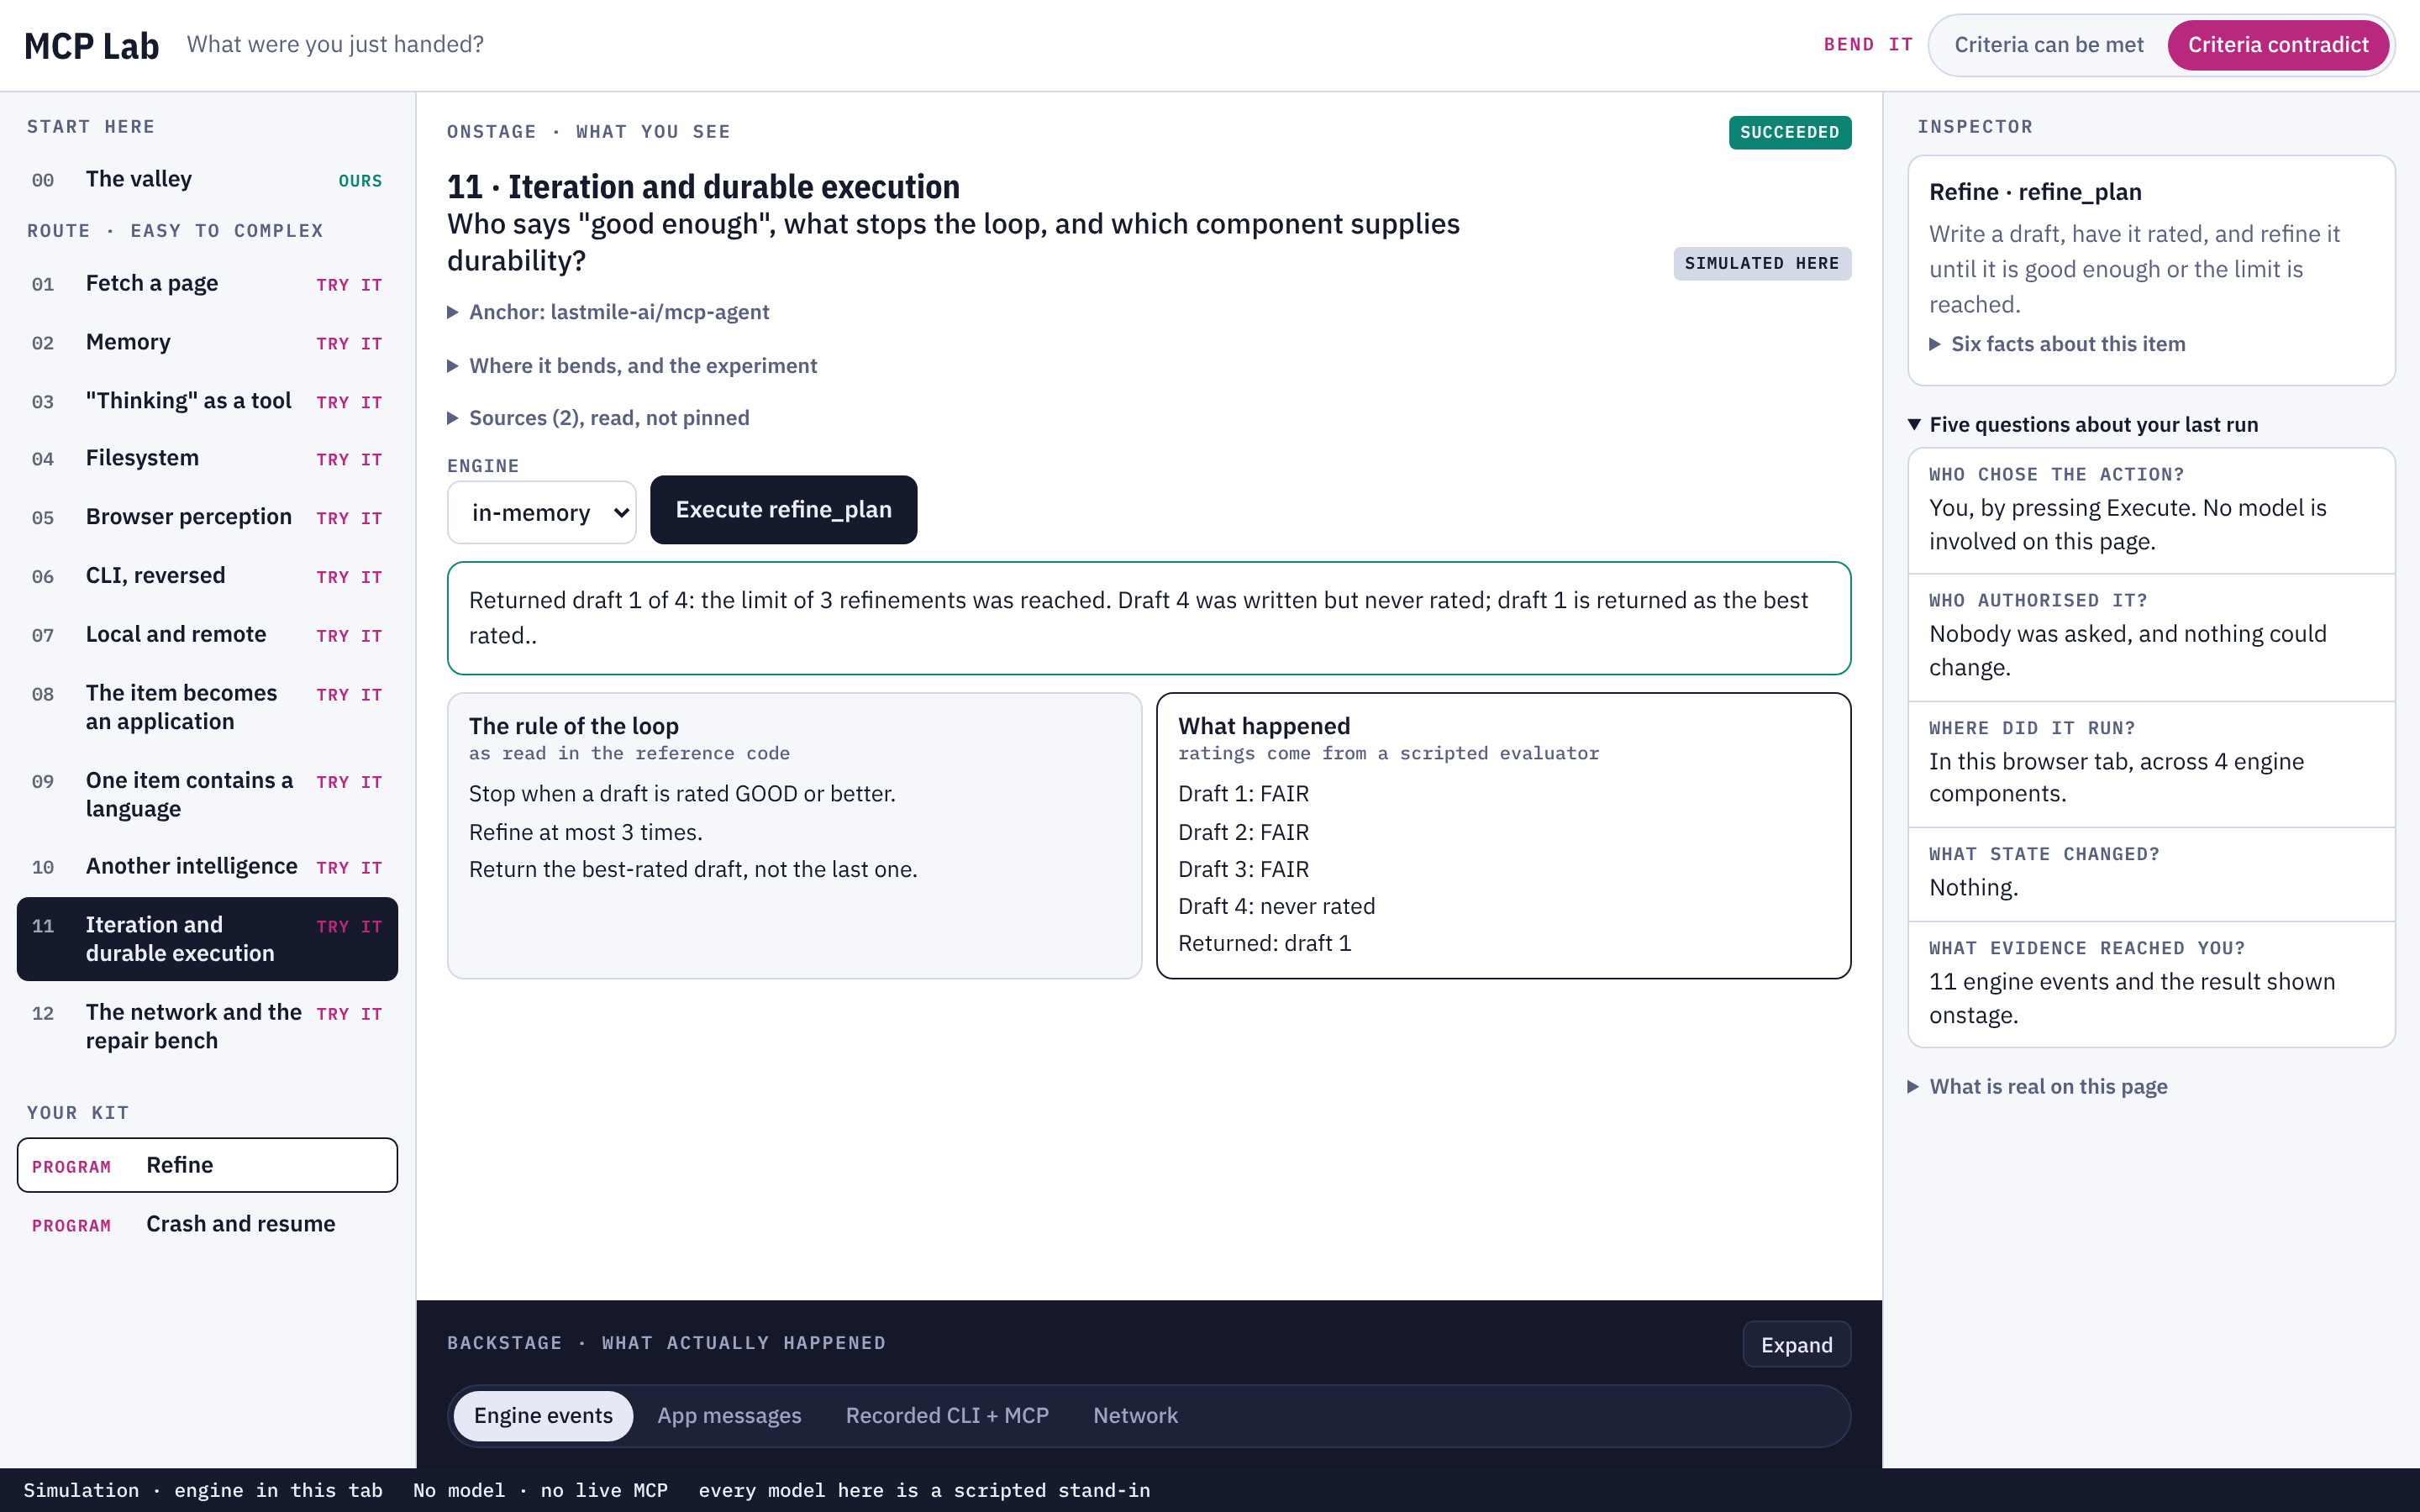 MCP Lab
What were you just handed?
BEND IT
Criteria can be met
Criteria contradict
START HERE
00 The valley OURS
ROUTE · EASY TO COMPLEX
01 Fetch a page TRY IT
02 Memory TRY IT
03 "Thinking" as a tool TRY IT
04 Filesystem TRY IT
05 Browser perception TRY IT
06 CLI, reversed TRY IT
07 Local and remote TRY IT
08 The item becomes TRY IT
an application
09 One item contains a TRY IT
language
10 Another intelligence TRY IT
11 Iteration and TRY IT
durable execution
12 The network and the TRY IT
repair bench
YOUR KIT
PROGRAM Refine
PROGRAM Crash and resume
ONSTAGE · WHAT YOU SEE
SUCCEEDED
11 · Iteration and durable execution
Who says "good enough", what stops the loop, and which component supplies
durability?
SIMULATED HERE
▶ Anchor: lastmile-ai/mcp-agent
▶ Where it bends, and the experiment
▶ Sources (2), read, not pinned
ENGINE
in-memory
Execute refine_plan
Returned draft 1 of 4: the limit of 3 refinements was reached. Draft 4 was written but never rated; draft 1 is returned as the best
rated..
The rule of the loop
as read in the reference code
Stop when a draft is rated GOOD or better.
Refine at most 3 times.
Return the best-rated draft, not the last one.
What happened
ratings come from a scripted evaluator
Draft 1: FAIR
Draft 2: FAIR
Draft 3: FAIR
Draft 4: never rated
Returned: draft 1
BACKSTAGE · WHAT ACTUALLY HAPPENED
Expand
Engine events
App messages
Recorded CLI + MCP
Network
INSPECTOR
Refine · refine_plan
Write a draft, have it rated, and refine it
until it is good enough or the limit is
reached.
▶ Six facts about this item
▼ Five questions about your last run
WHO CHOSE THE ACTION?
You, by pressing Execute. No model is
involved on this page.
WHO AUTHORISED IT?
Nobody was asked, and nothing could
change.
WHERE DID IT RUN?
In this browser tab, across 4 engine
components.
WHAT STATE CHANGED?
Nothing.
WHAT EVIDENCE REACHED YOU?
11 engine events and the result shown
onstage.
▶ What is real on this page
Simulation · engine in this tab
No model · no live MCP
every model here is a scripted stand-in